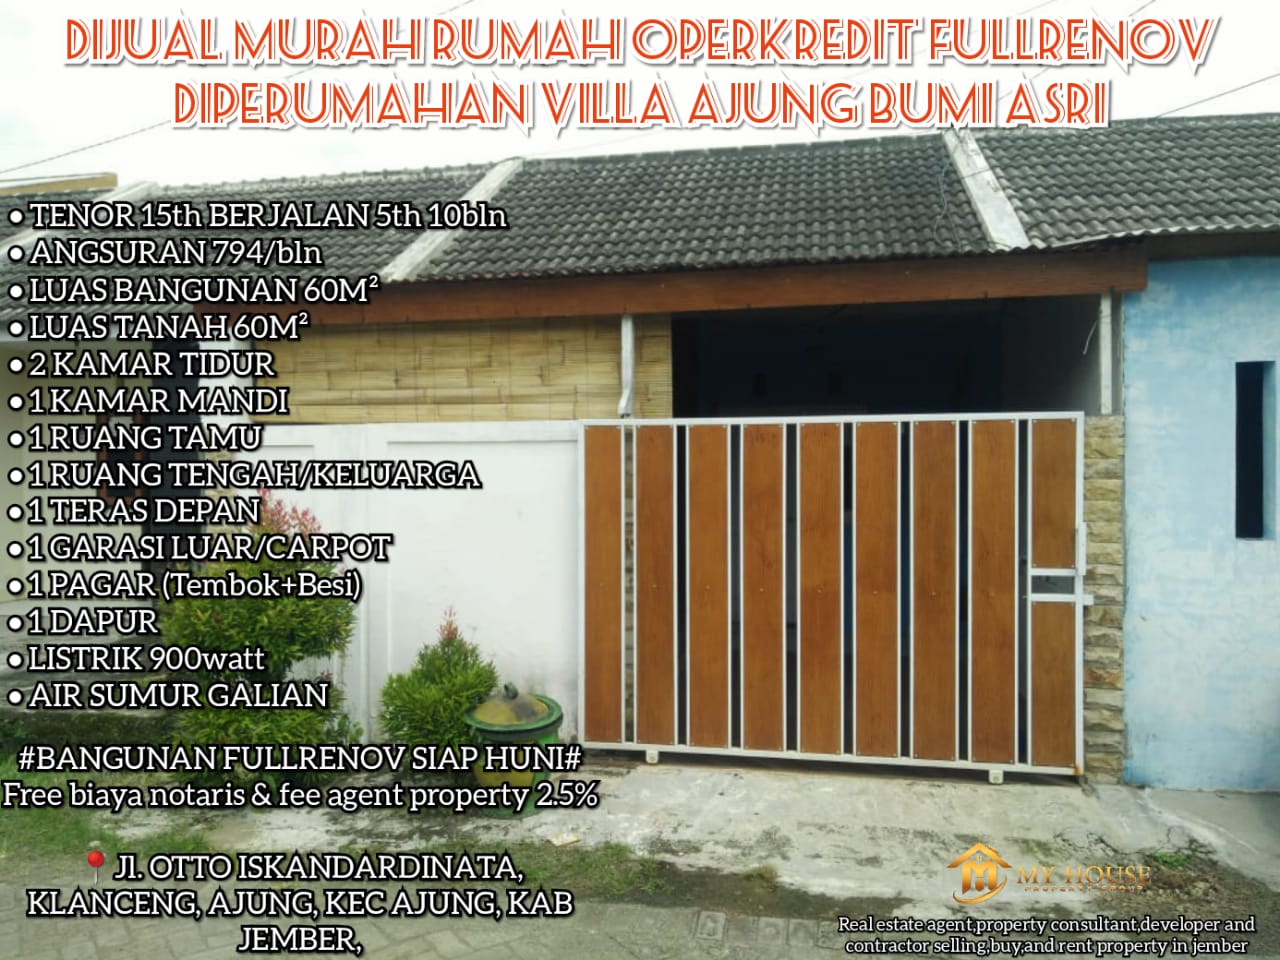 DIJUAL MURAH RUMAH OPERKREDIT FULLRENOV
DIPERUMAHAN VILLA AJUNG BUMI ASRI
• TENOR 15th BERJALAN 5th 10bln
• ANGSURAN 794/bln
• LUAS BANGUNAN 60M²
• LUAS TANAH 60M²
• 2 KAMAR TIDUR
• 1 KAMAR MANDI
• 1 RUANG TAMU
• 1 RUANG TENGAH/KELUARGA
• 1 TERAS DEPAN
• 1 GARASI LUAR/CARPOT
• 1 PAGAR (Tembok+Besi)
• 1 DAPUR
• LISTRIK 900watt
• AIR SUMUR GALIAN
#BANGUNAN FULLRENOV SIAP HUNI#
Free biaya notaris & fee agent property 2.5%
📍 Jl. OTTO ISKANDARDINATA,
KLANCENG, AJUNG, KEC AJUNG, KAB
JEMBER,
MY HOUSE
PROPERTY GROUP
Real estate agent,property consultant,developer and
contractor selling,buy,and rent property in jember